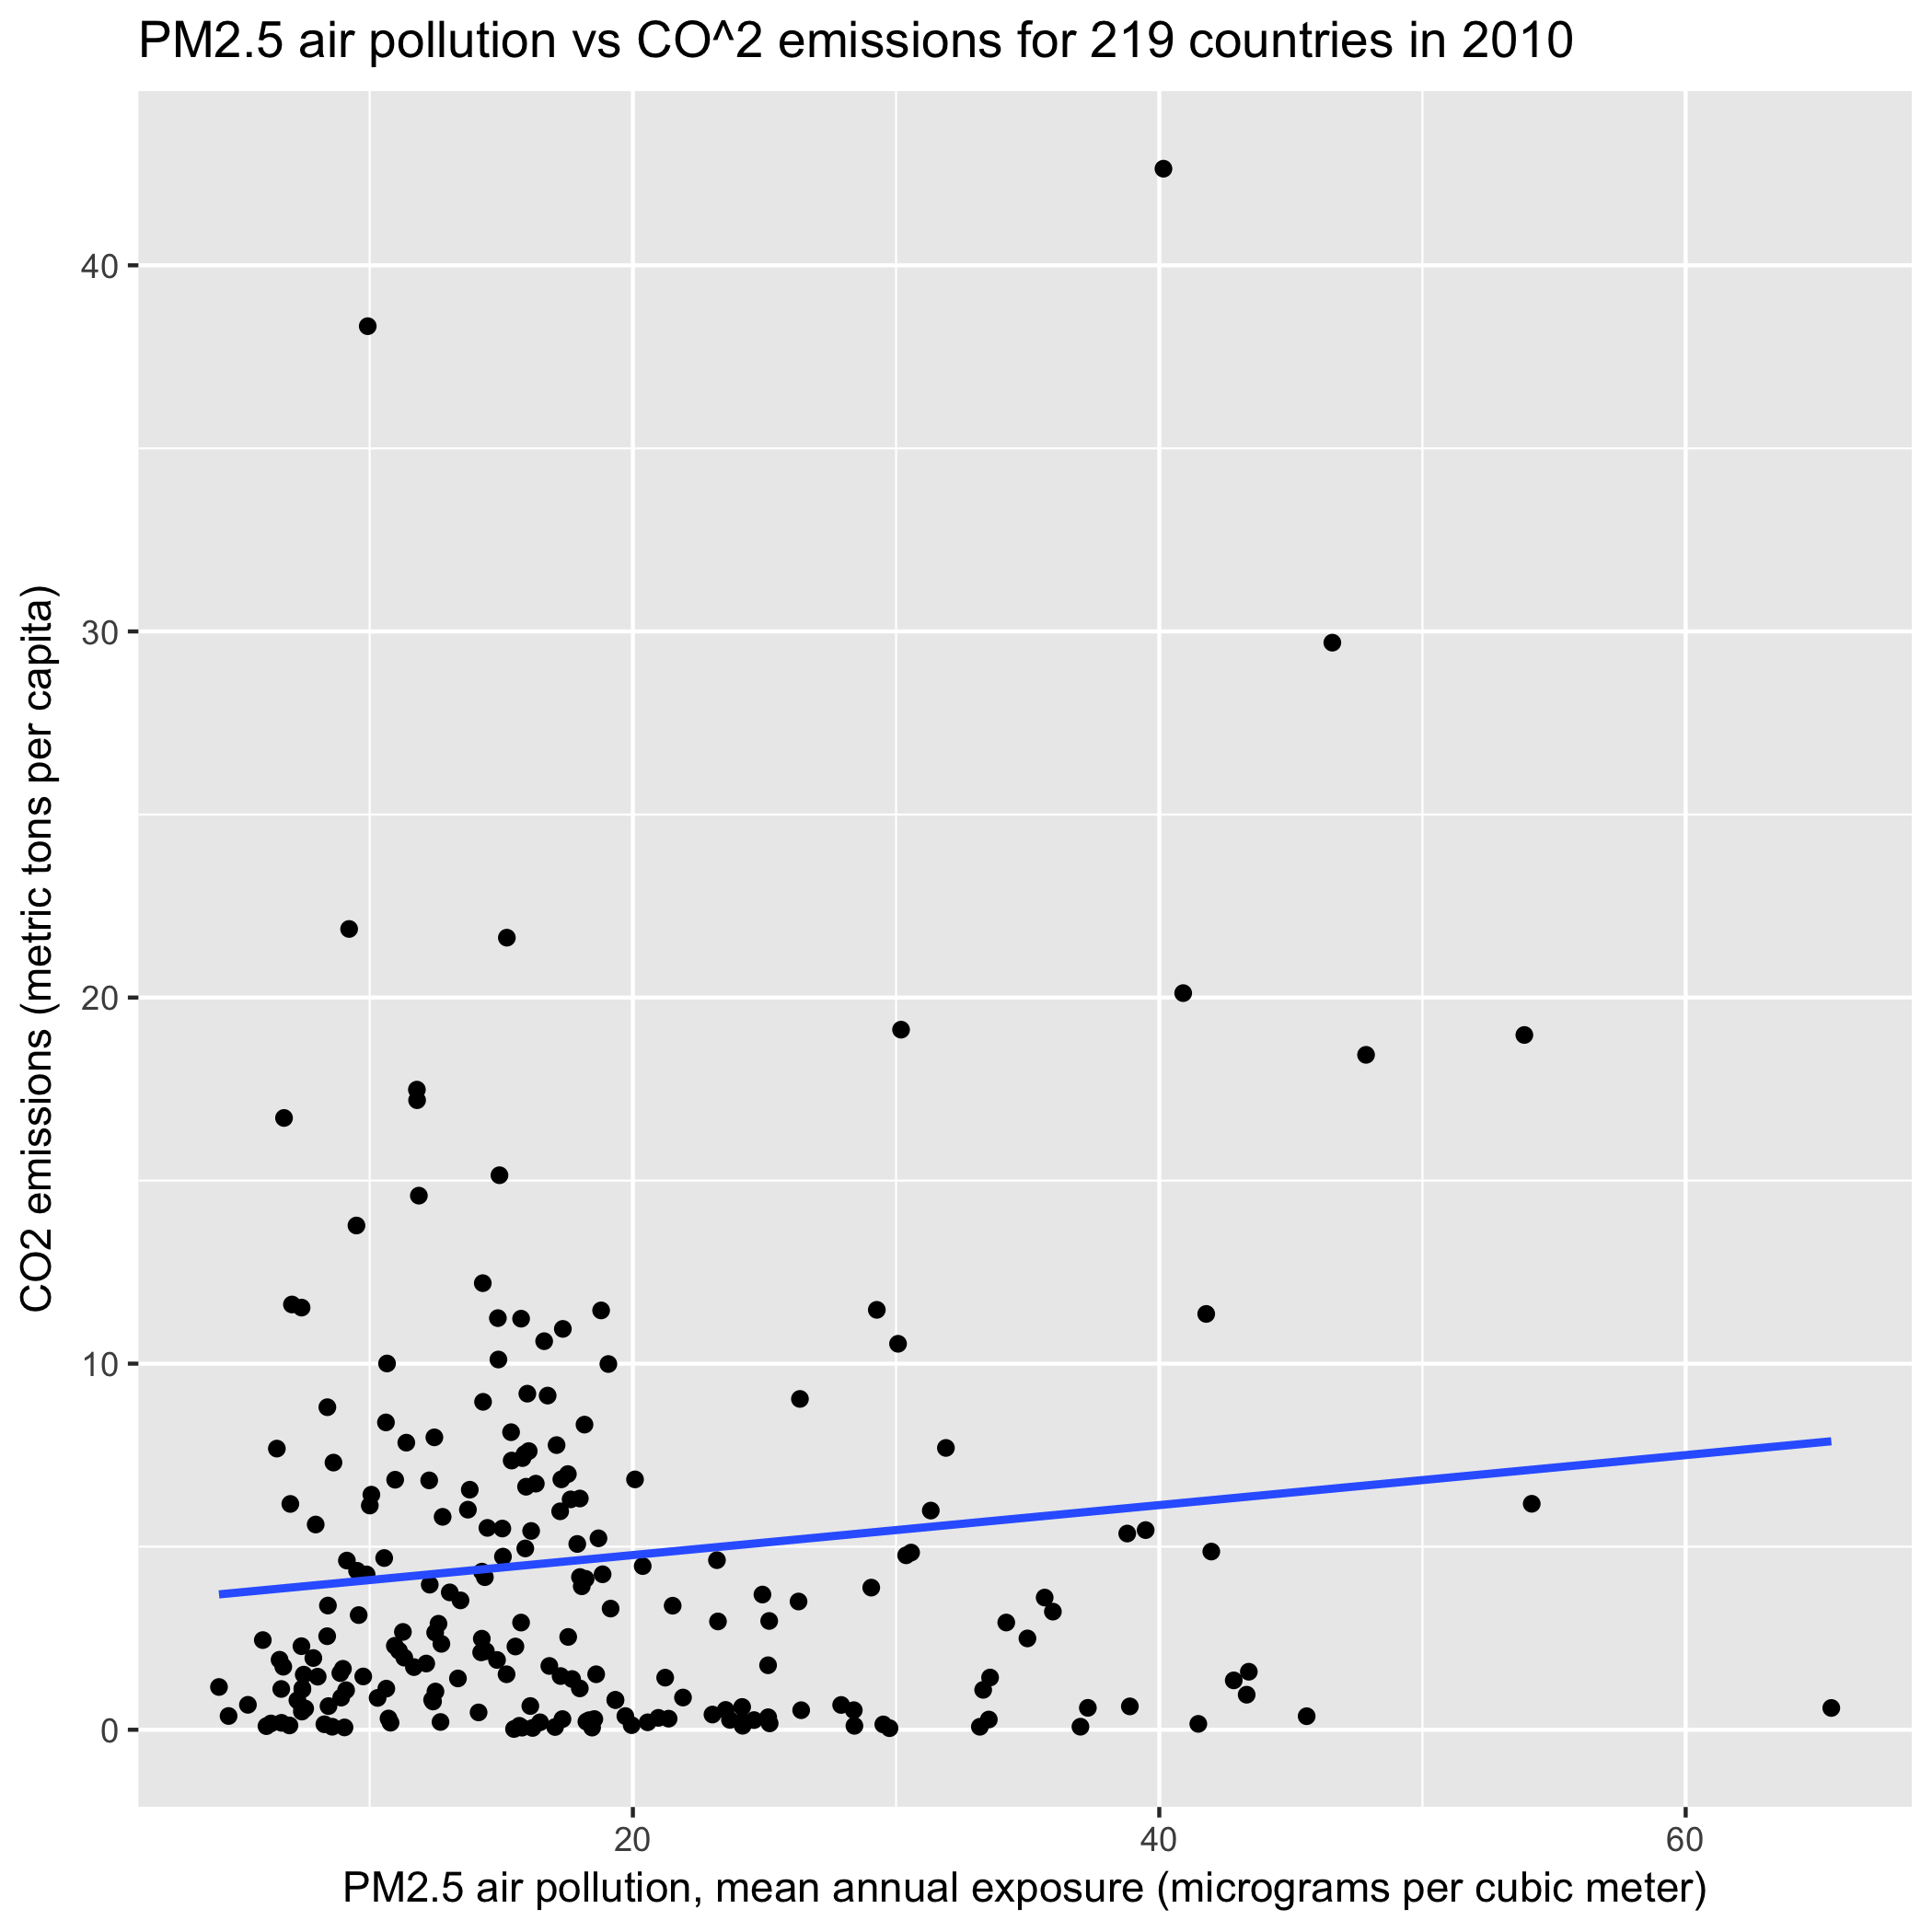 PM2.5 air pollution vs CO^2 emissions for 219 countries in 2010
CO2 emissions (metric tons per capita)
40
30
20
10
0
20
40
60
PM2.5 air pollution, mean annual exposure (micrograms per cubic meter)